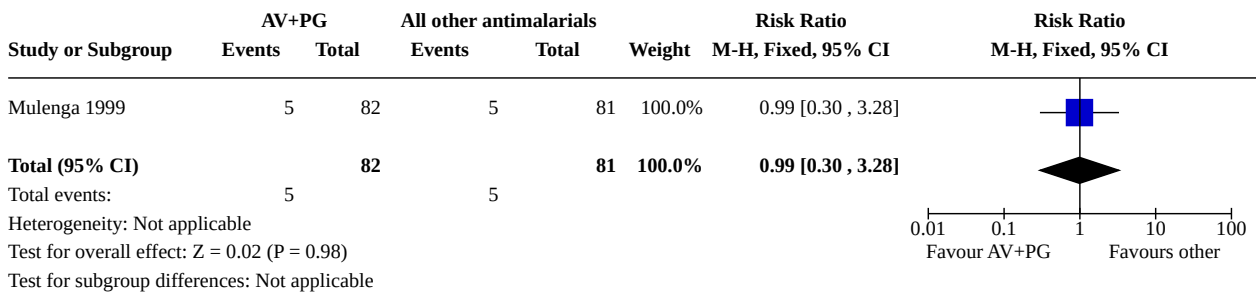 AV+PG All other antimalarials Risk Ratio Risk Ratio
Study or Subgroup Events Total Events Total Weight M-H, Fixed, 95% CI M-H, Fixed, 95% CI
Mulenga 1999 5 82 5 81 100.0% 0.99 [0.30 , 3.28]
Total (95% CI) 82 81 100.0% 0.99 [0.30 , 3.28]
Total events: 5 5
Heterogeneity: Not applicable
0.01 0.1 1 10 100
Test for overall effect: Z = 0.02 (P = 0.98) Favour AV+PG Favours other
Test for subgroup differences: Not applicable